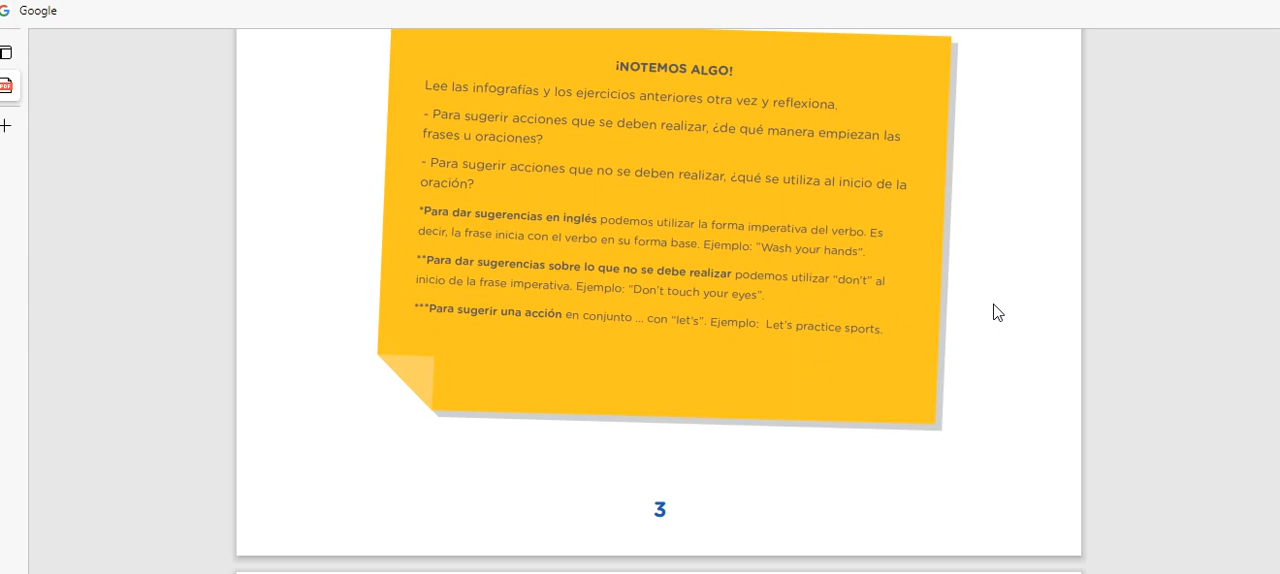 Google
¡NOTEMOS ALGO!
Lee las infografías y los ejercicios anteriores otra vez y reflexiona.
- Para sugerir acciones que se deben realizar, ¿de qué manera empiezan las
frases u oraciones?
- Para sugerir acciones que no se deben realizar, ¿qué se utiliza al inicio de la
oración?
*Para dar sugerencias en inglés podemos utilizar la forma imperativa del verbo. Es
decir, la frase inicia con el verbo en su forma base. Ejemplo: "Wash your hands".
**Para dar sugerencias sobre lo que no se debe realizar podemos utilizar "don't" al
inicio de la frase imperativa. Ejemplo: "Don't touch your eyes".
***Para sugerir una acción en conjunto ... con "let's". Ejemplo: Let's practice sports.
3
PDF